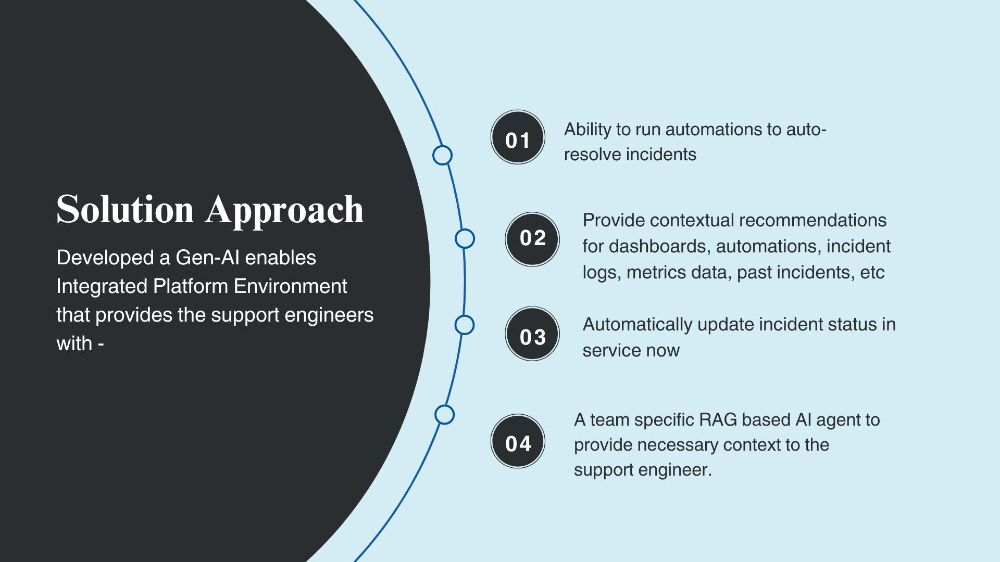 Solution Approach
Developed a Gen-AI enables
Integrated Platform Environment
that provides the support engineers
with -
01
Ability to run automations to auto-
resolve incidents
02
Provide contextual recommendations
for dashboards, automations, incident
logs, metrics data, past incidents, etc
03
Automatically update incident status in
service now
04
A team specific RAG based AI agent to
provide necessary context to the
support engineer.